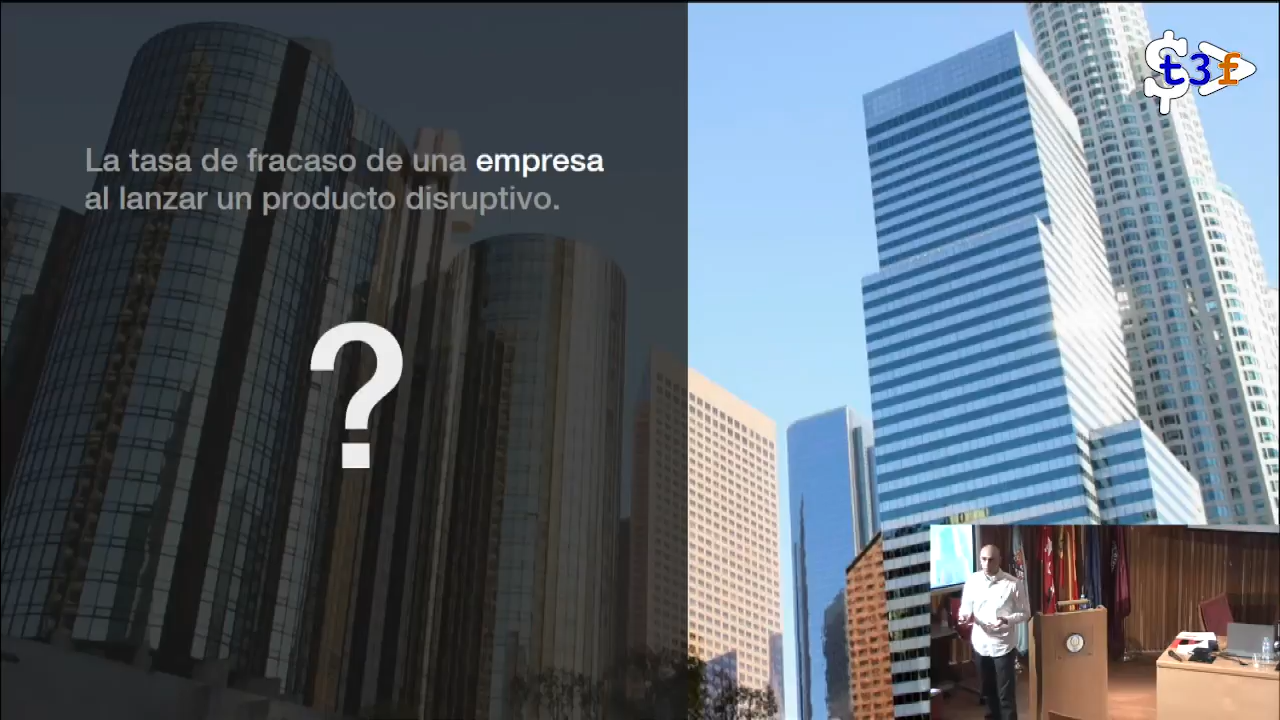 La tasa de fracaso de una empresa
al lanzar un producto disruptivo.
?
t3f